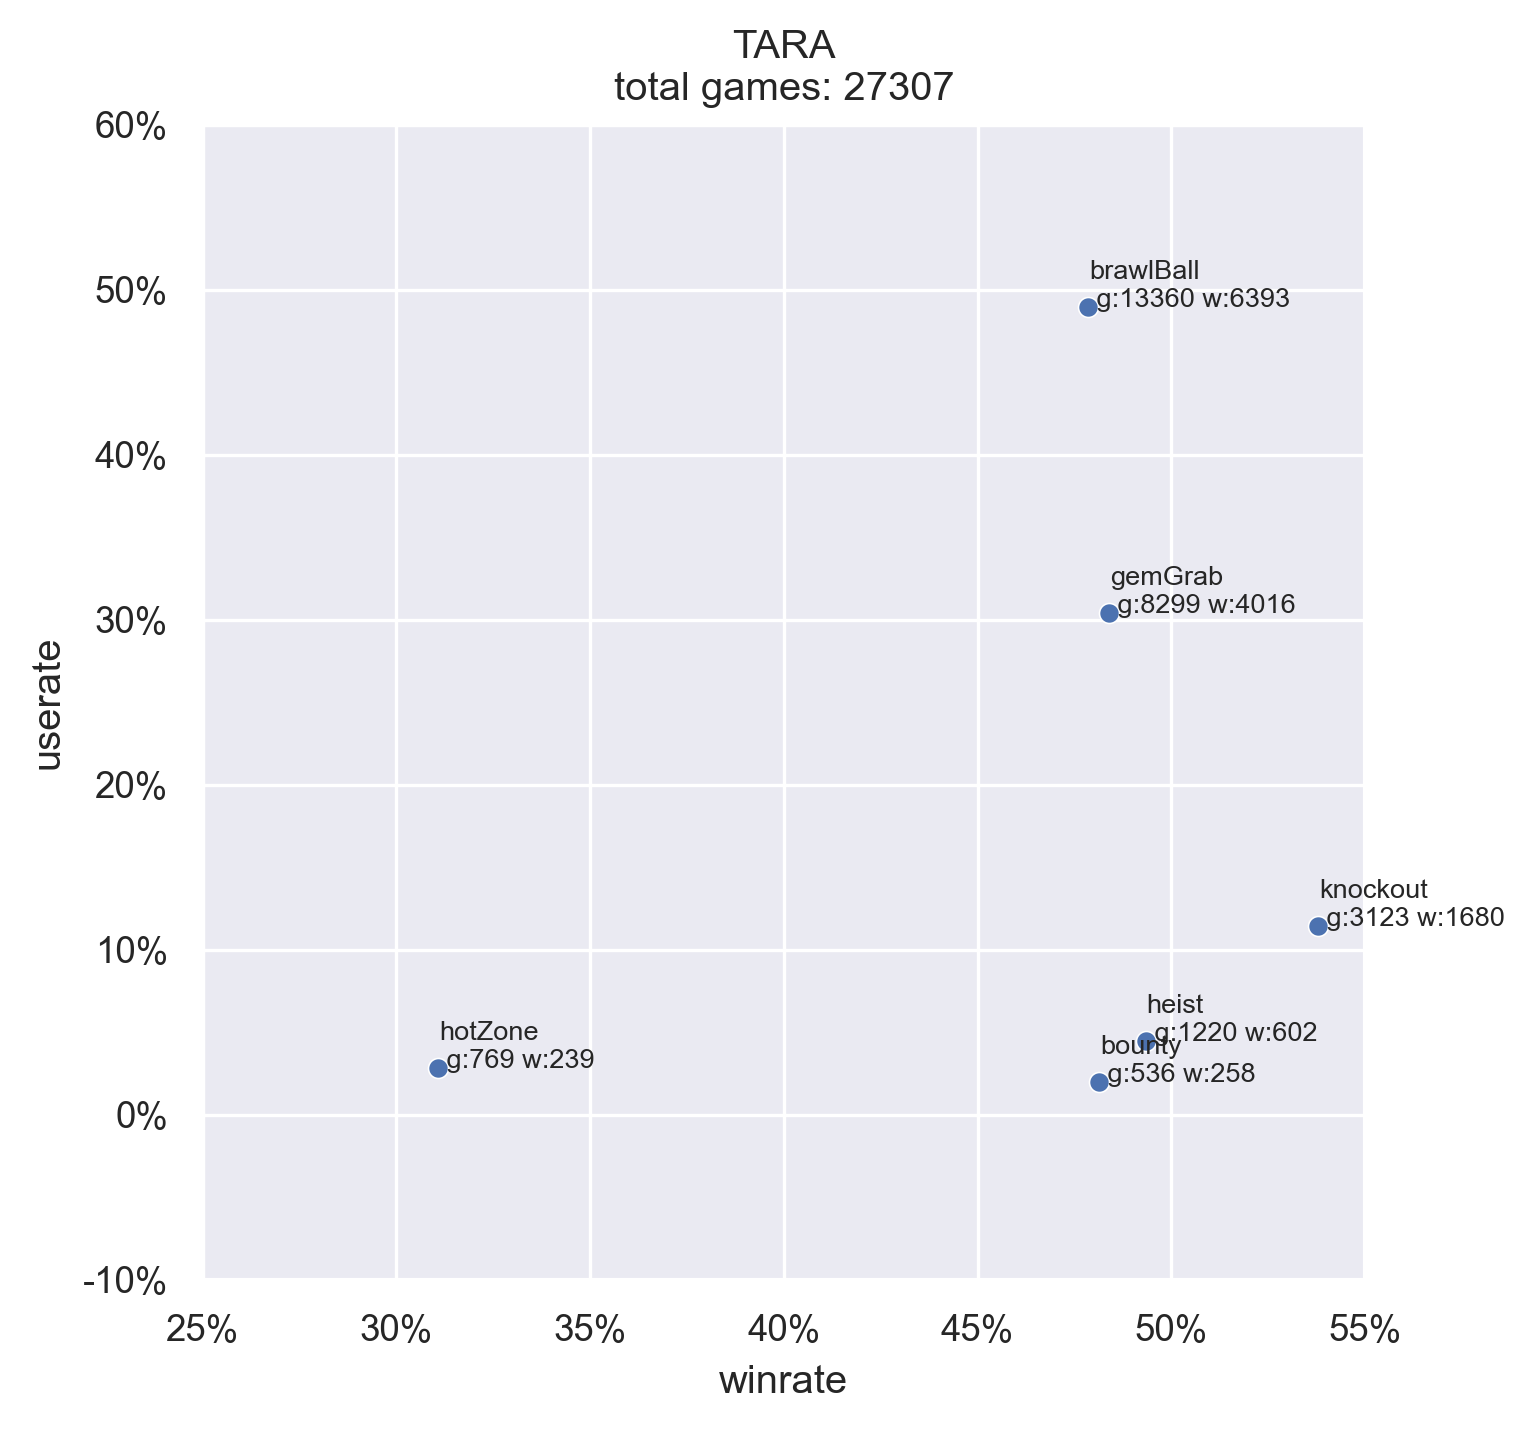 TARA
total games: 27307
60%
50%
40%
30%
20%
10%
0%
-10%
userate
brawlBall
g:13360 w:6393
gemGrab
g:8299 w:4016
knockout
g:3123 w:1680
heist
g:1220 w:602
bounty
g:536 w:258
hotZone
g:769 w:239
25% 30% 35% 40% 45% 50% 55%
winrate